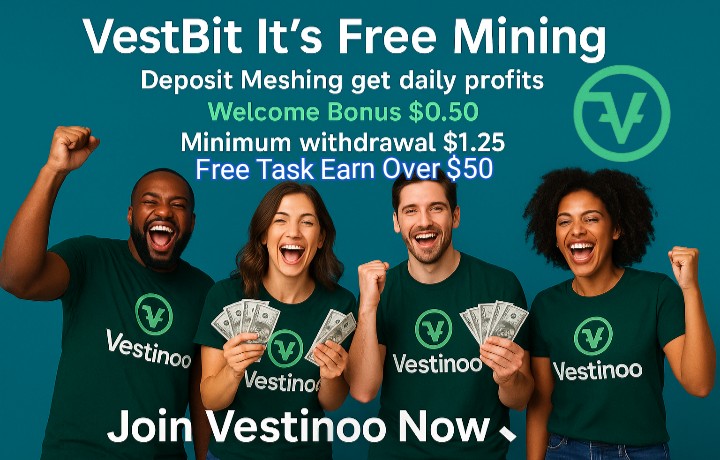 VestBit It's Free Mining
Deposit Meshing get daily profits
Welcome Bonus $0.50
Minimum withdrawal $1.25
Free Task Earn Over $50
Vestinoo
Vestinoo
Vestinoo
Vestinoo
Join Vestinoo Now